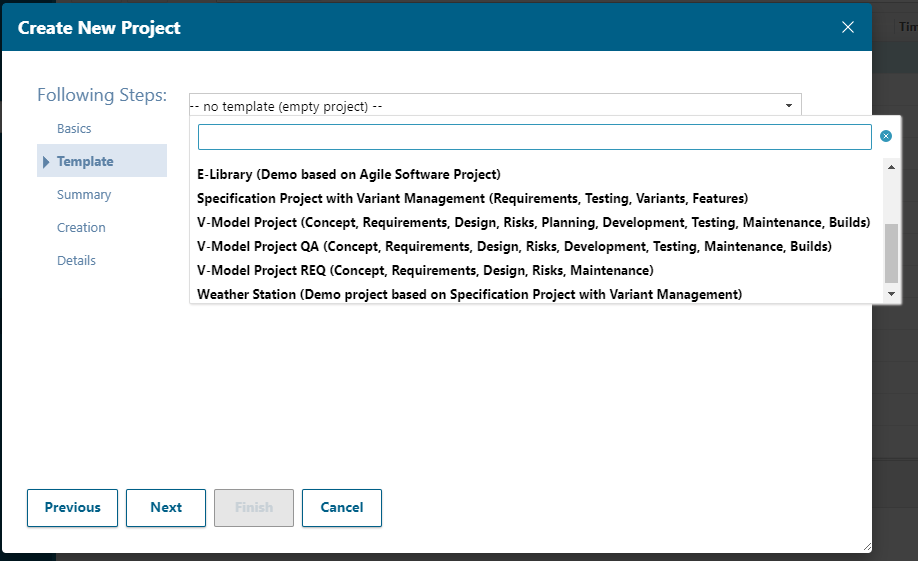 Create New Project
Tim
Following Steps:
Basics
Template
Summary
Creation
Details
-- no template (empty project) --
E-Library (Demo based on Agile Software Project)
Specification Project with Variant Management (Requirements, Testing, Variants, Features)
V-Model Project (Concept, Requirements, Design, Risks, Planning, Development, Testing, Maintenance, Builds)
V-Model Project QA (Concept, Requirements, Design, Risks, Development, Testing, Maintenance, Builds)
V-Model Project REQ (Concept, Requirements, Design, Risks, Maintenance)
Weather Station (Demo project based on Specification Project with Variant Management)
Previous
Next
Finish
Cancel